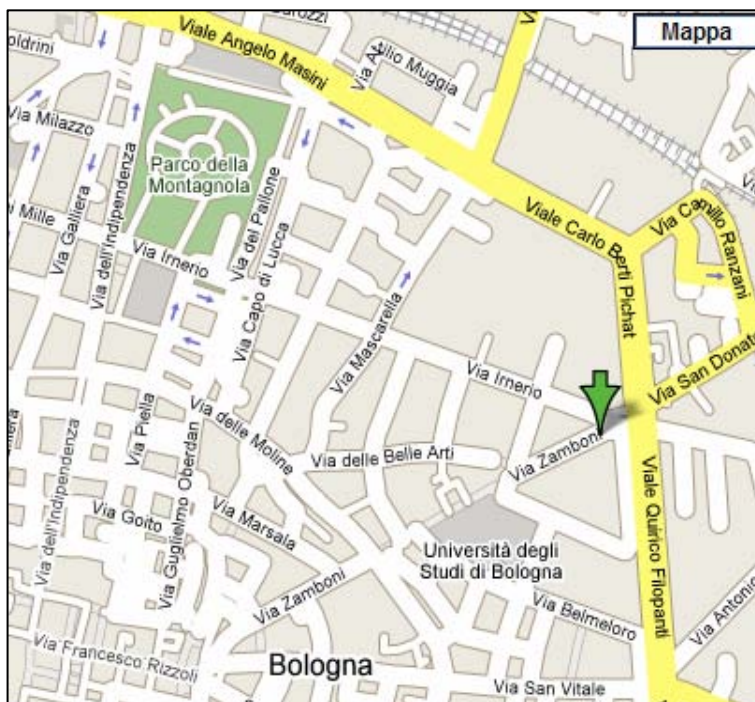 Mappa
Viale Angelo Masini
Via Milazzo
Parco della
Montagnola
Via Galliera
Via dell'Indipendenza
Via del Pallone
Via Capo di Lucca
Via Irnerio
Mille
Viale Carlo Berti Pichat
Via Camillo Ranzani
Via Mascarella
Via Irnerio
Via San Donato
Via Zamboni
Via Piella
Via delle Moline
Via delle Belle Arti
Via Guglielmo Oberdan
Via dell'Indipendenza
Via Goito
Via Marsala
Università degli
Studi di Bologna
Viale Quirico Filopanti
Via Zamboni
Via Belmeloro
Via Francesco Rizzoli
Bologna
Via San Vitale